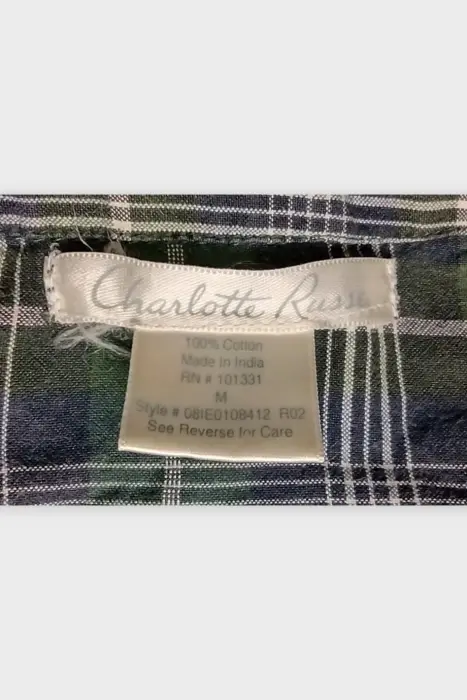 Charlotte Russe
100% Cotton
Made in India
RN # 101331
M
Style # 08IE0108412 R02
See Reverse for Care